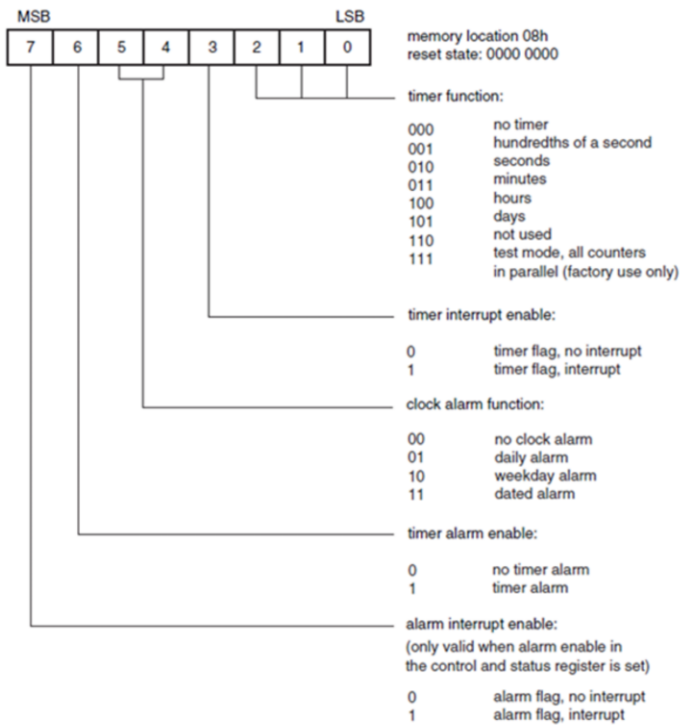 MSB LSB
7 6 5 4 3 2 1 0
memory location 08h
reset state: 0000 0000
timer function:
000 no timer
001 hundredths of a second
010 seconds
011 minutes
100 hours
101 days
110 not used
111 test mode, all counters
in parallel (factory use only)
timer interrupt enable:
0 timer flag, no interrupt
1 timer flag, interrupt
clock alarm function:
00 no clock alarm
01 daily alarm
10 weekday alarm
11 dated alarm
timer alarm enable:
0 no timer alarm
1 timer alarm
alarm interrupt enable:
(only valid when alarm enable in
the control and status register is set)
0 alarm flag, no interrupt
1 alarm flag, interrupt